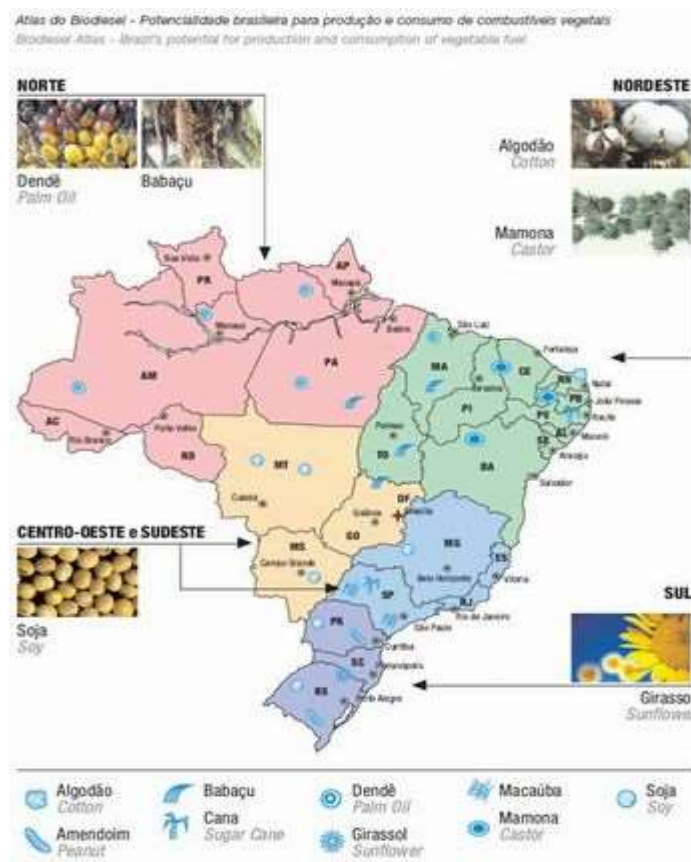 Atlas do Biodiesel - Potencialidade brasileira para produção e consumo de combustíveis vegetais
Biodiesel Atlas - Brazil's potential for production and consumption of vegetable fuel
NORTE
NORDESTE
Dendê
Palm Oil
Babaçu
Algodão
Cotton
Mamona
Castor
Boa Vista
AP
Macapá
Manaus
Belém
São Luiz
Fortaleza
AM
PA
MA
CE
RN
Natal
Teresina
PB
João Pessoa
PI
PE
Recife
AC
Rio Branco
Porto Velho
RO
Palmas
TO
AL
Maceió
SE
Aracaju
MT
BA
Salvador
Cuiabá
DF
Brasília
Goiânia
GO
CENTRO-OESTE e SUDESTE
MS
Campo Grande
MG
Belo Horizonte
ES
Vitória
SP
RJ
Rio de Janeiro
São Paulo
SUL
Soja
Soy
PR
Curitiba
SC
Florianópolis
RS
Porto Alegre
Girasso
Sunflowe
Algodão
Cotton
Babaçu
Dendê
Palm Oil
Macaúba
Soja
Soy
Amendoim
Peanut
Cana
Sugar Cane
Girassol
Sunflower
Mamona
Castor